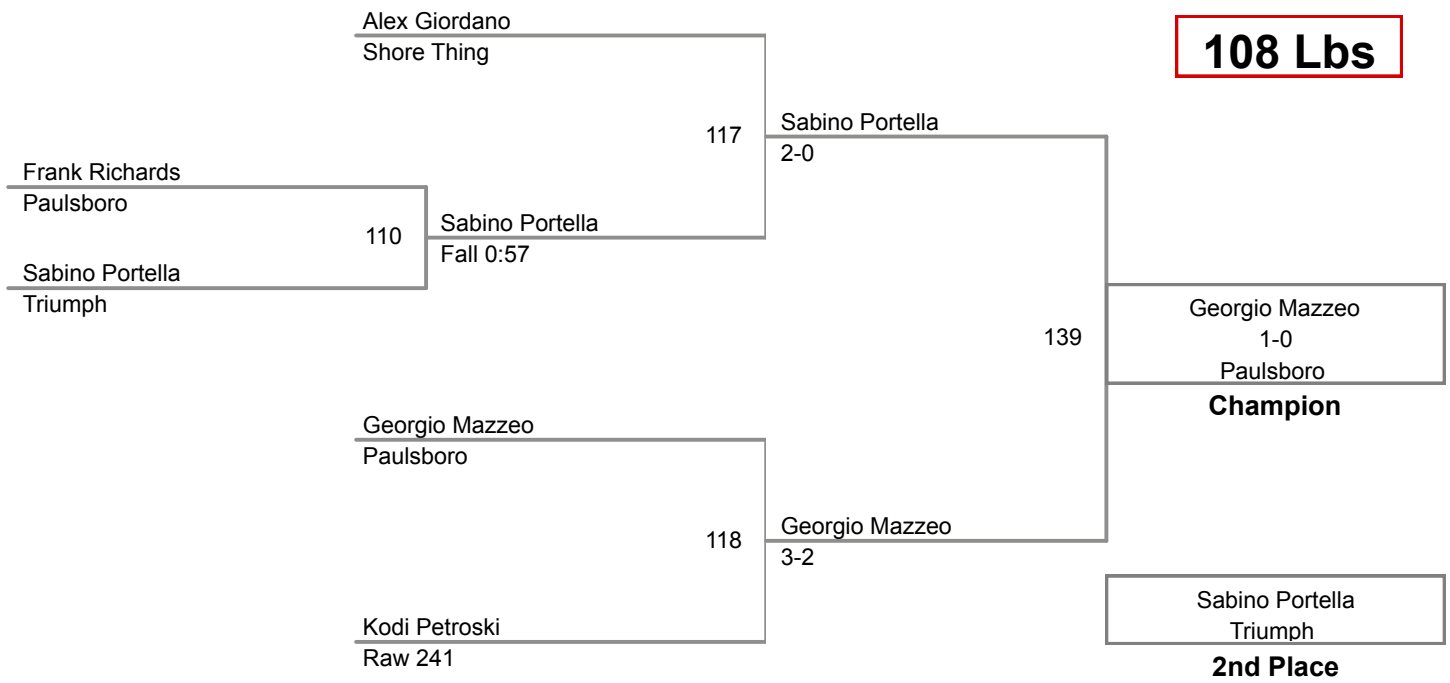 Alex Giordano
Shore Thing
108 Lbs
117
Sabino Portella
2-0
Frank Richards
Paulsboro
110
Sabino Portella
Fall 0:57
Sabino Portella
Triumph
139
Georgio Mazzeo
1-0
Paulsboro
Champion
Georgio Mazzeo
Paulsboro
118
Georgio Mazzeo
3-2
Kodi Petroski
Raw 241
Sabino Portella
Triumph
2nd Place